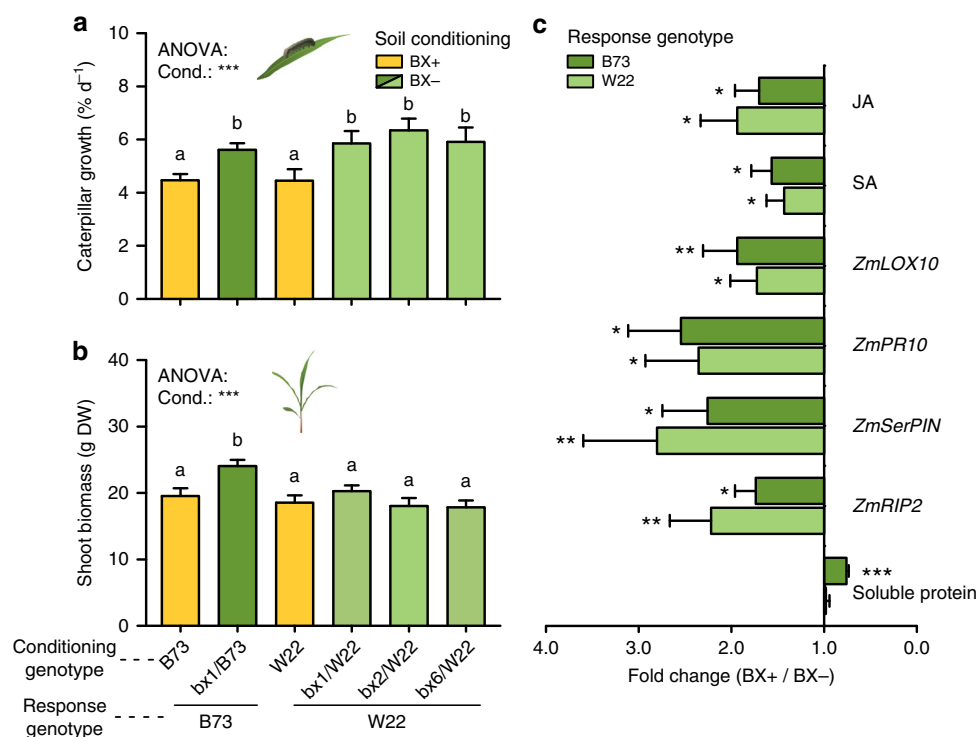 a
ANOVA:
Cond.: ***
Soil conditioning
BX+
BX–
Caterpillar growth (% d⁻¹)
10
8
6
4
2
0
a
b
a
b
b
b
b
ANOVA:
Cond.: ***
Shoot biomass (g DW)
40
30
20
10
0
a
b
a
a
a
a
Conditioning genotype
B73
bx1/B73
W22
bx1/W22
bx2/W22
bx6/W22
Response genotype
B73
W22
c
Response genotype
B73
W22
* JA
*
* SA
*
** ZmLOX10
*
* ZmPR10
*
* ZmSerPIN
**
* ZmRIP2
**
***
Soluble protein
4.0 3.0 2.0 1.0 0.0
Fold change (BX+ / BX–)